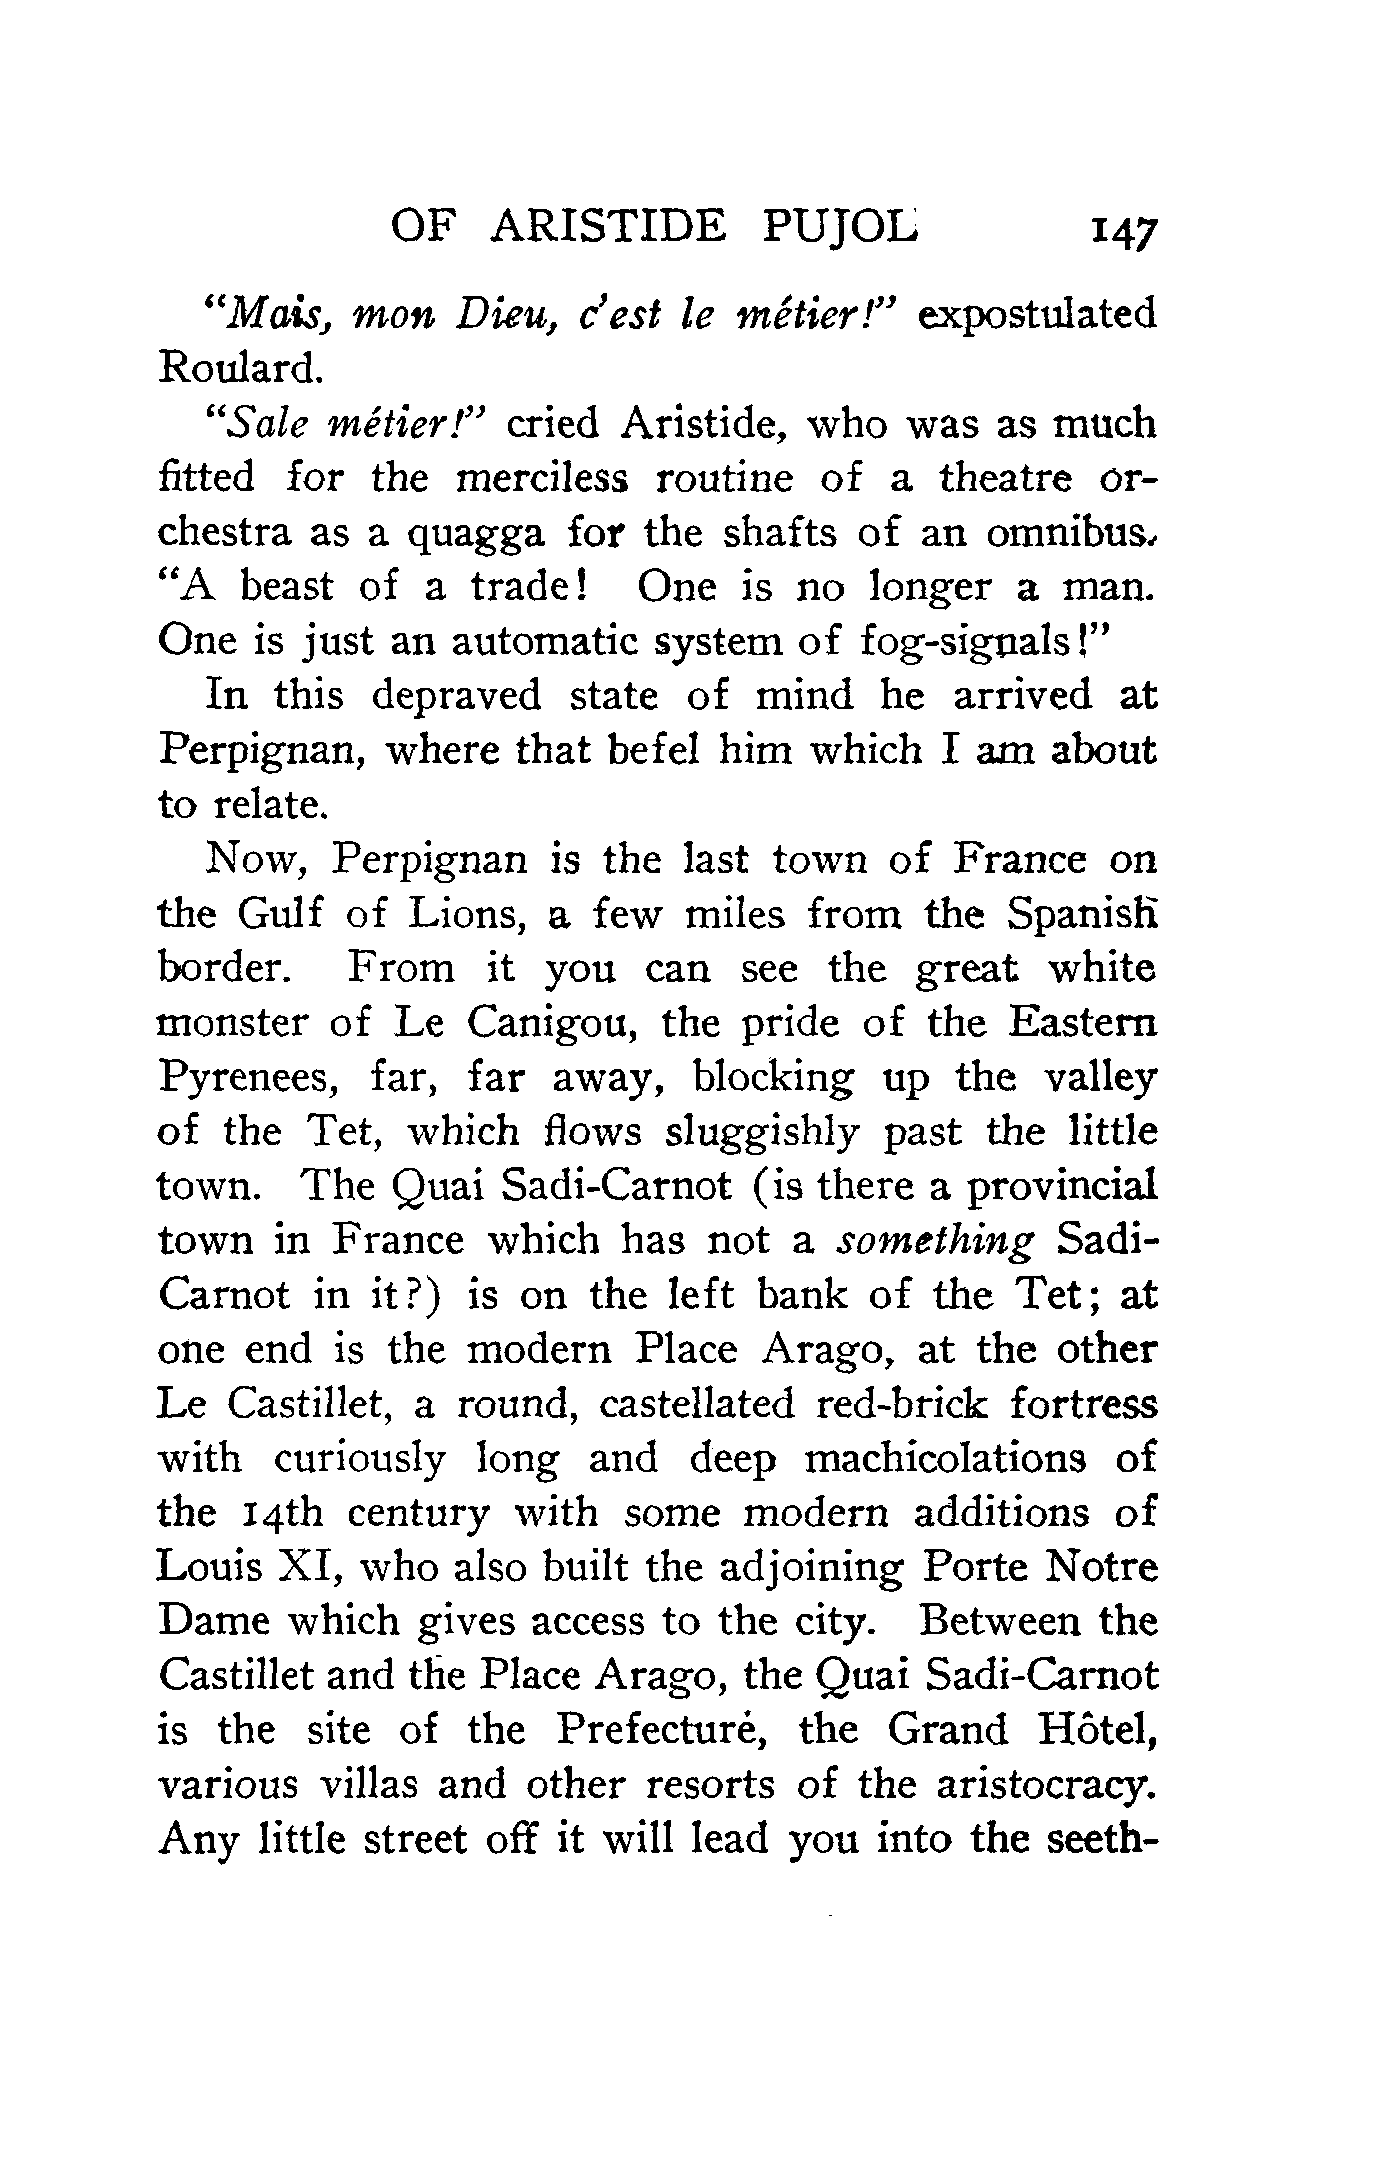 OF ARISTIDE PUJOL 147
“Mais, mon Dieu, c’est le métier!” expostulated
Roulard.
“Sale métier!” cried Aristide, who was as much
fitted for the merciless routine of a theatre or-
chestra as a quagga for the shafts of an omnibus.
“A beast of a trade! One is no longer a man.
One is just an automatic system of fog-signals!”
In this depraved state of mind he arrived at
Perpignan, where that befel him which I am about
to relate.
Now, Perpignan is the last town of France on
the Gulf of Lions, a few miles from the Spanish
border. From it you can see the great white
monster of Le Canigou, the pride of the Eastern
Pyrenees, far, far away, blocking up the valley
of the Tet, which flows sluggishly past the little
town. The Quai Sadi-Carnot (is there a provincial
town in France which has not a something Sadi-
Carnot in it?) is on the left bank of the Tet; at
one end is the modern Place Arago, at the other
Le Castillet, a round, castellated red-brick fortress
with curiously long and deep machicolations of
the 14th century with some modern additions of
Louis XI, who also built the adjoining Porte Notre
Dame which gives access to the city. Between the
Castillet and the Place Arago, the Quai Sadi-Carnot
is the site of the Prefecturé, the Grand Hôtel,
various villas and other resorts of the aristocracy.
Any little street off it will lead you into the seeth-